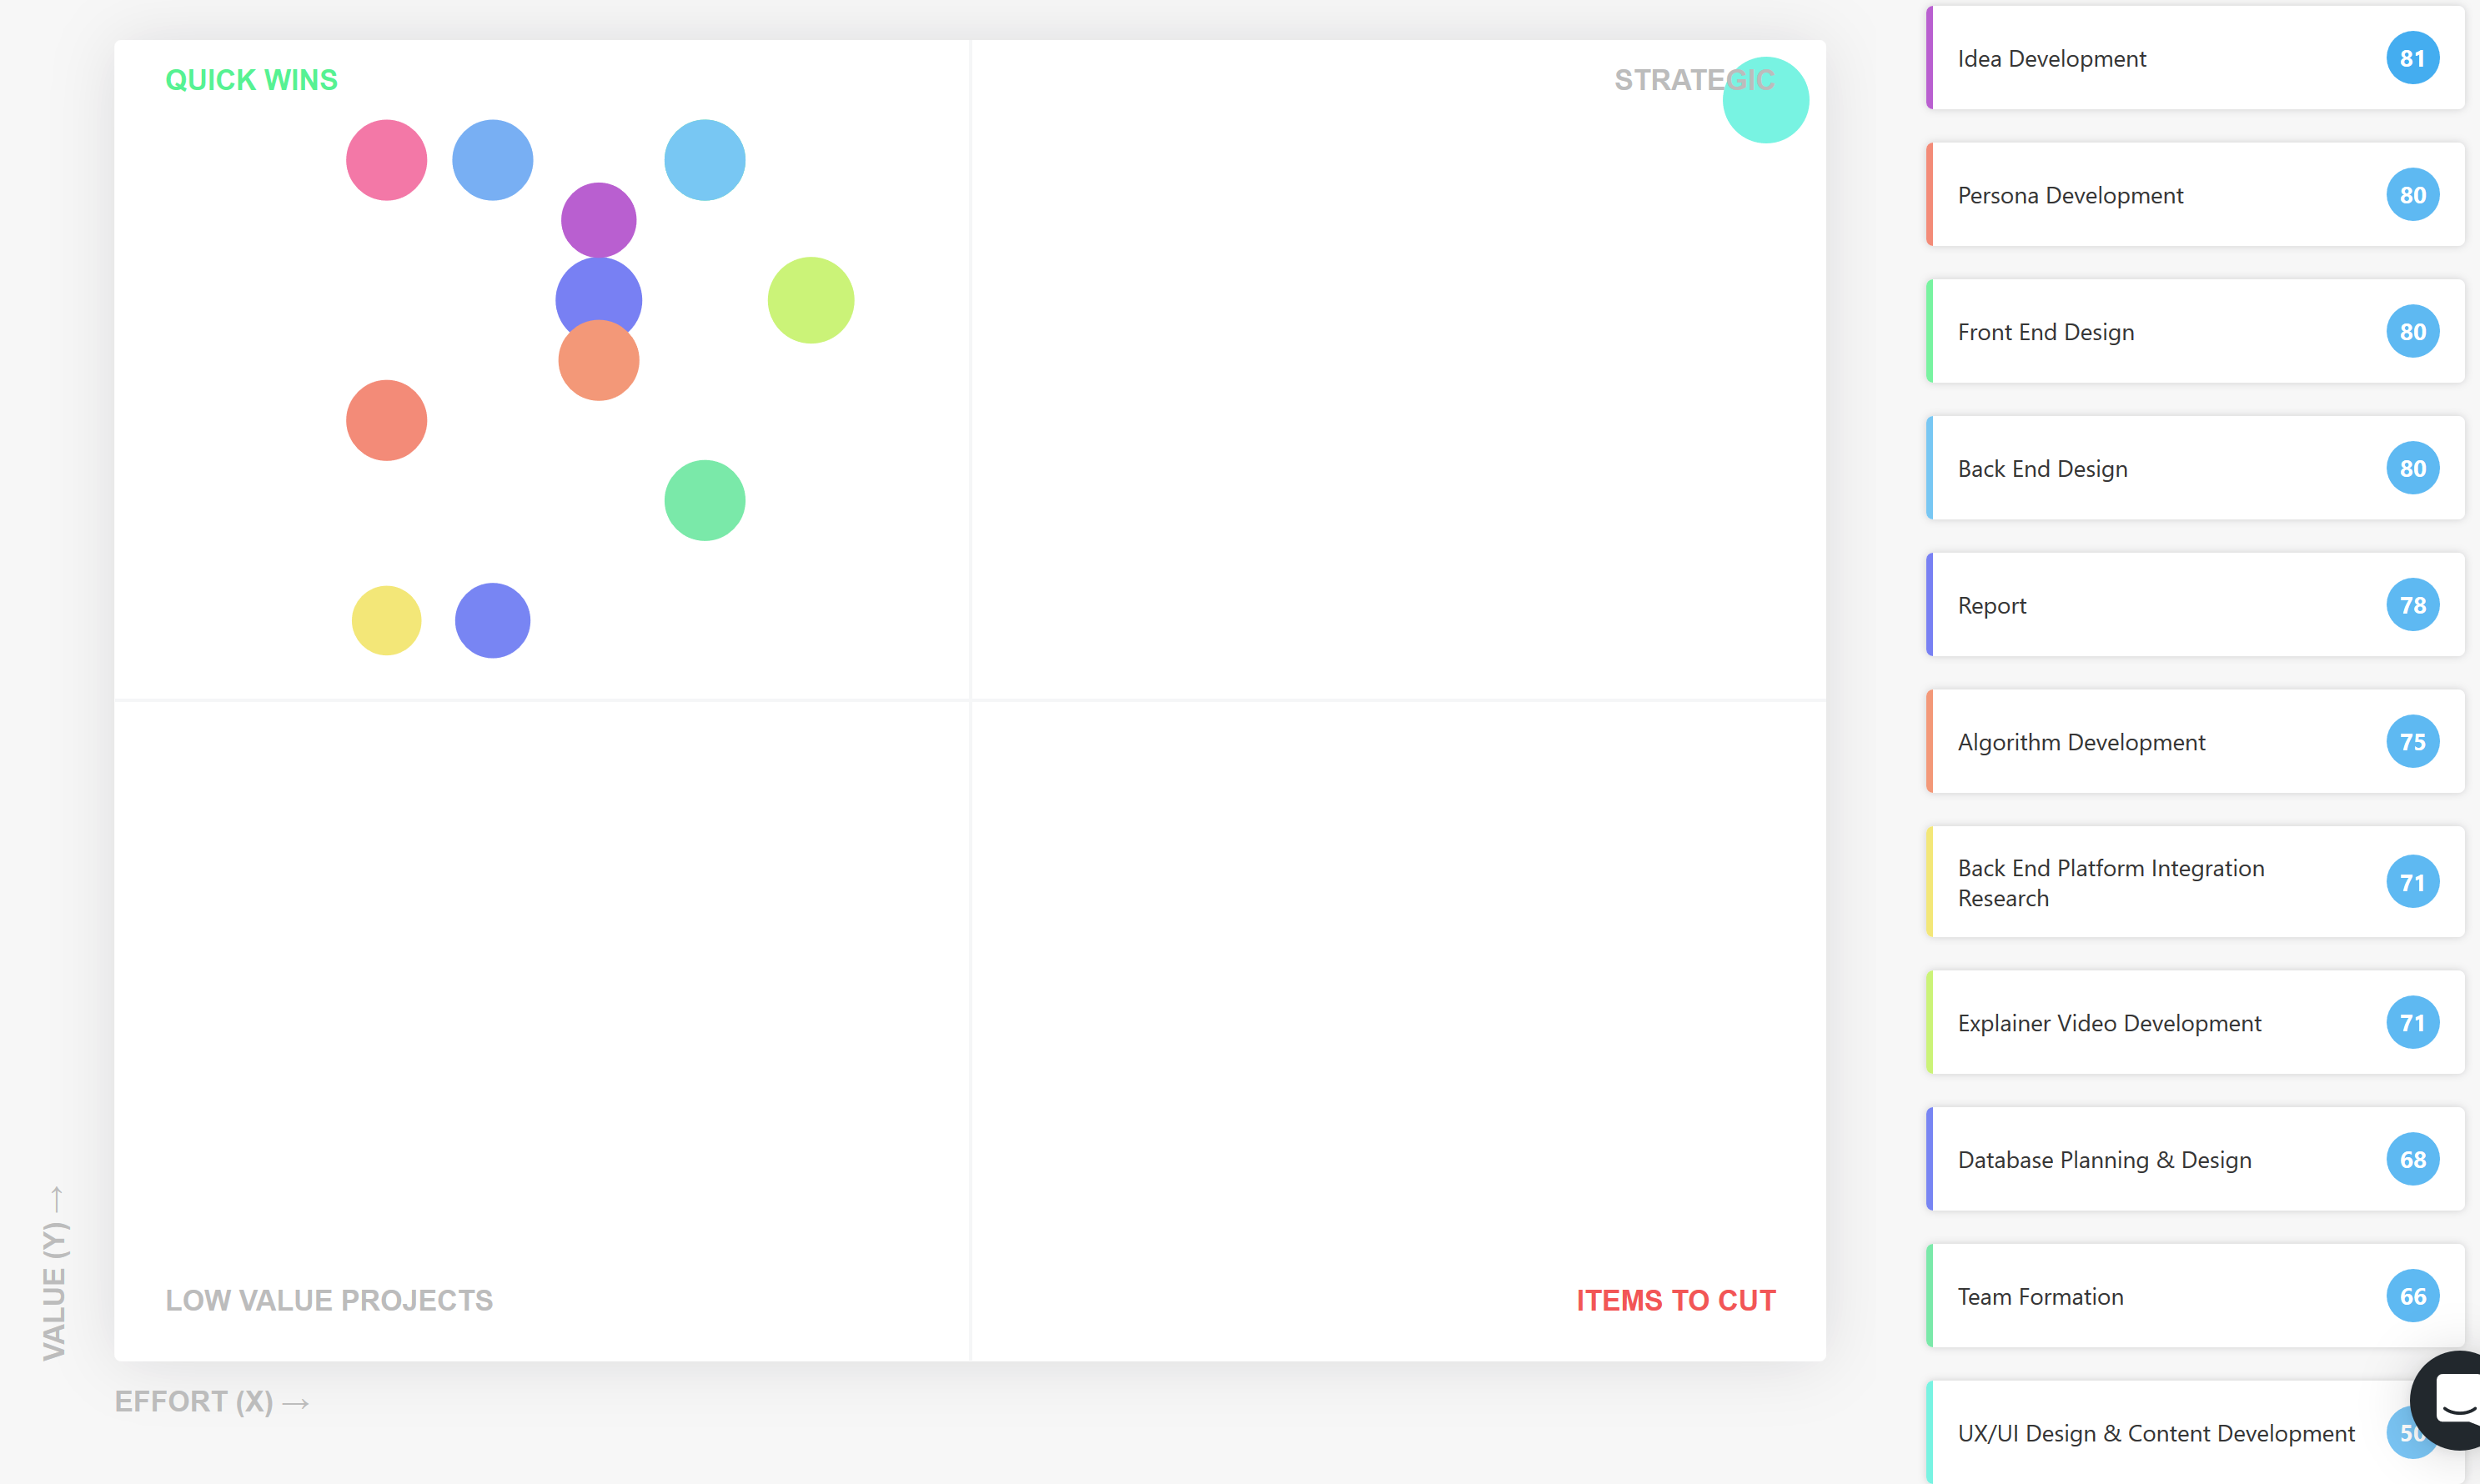 QUICK WINS
STRATEGIC
LOW VALUE PROJECTS
ITEMS TO CUT
VALUE (Y) →
EFFORT (X) →
Idea Development 81
Persona Development 80
Front End Design 80
Back End Design 80
Report 78
Algorithm Development 75
Back End Platform Integration
Research
71
Explainer Video Development 71
Database Planning & Design 68
Team Formation 66
UX/UI Design & Content Development